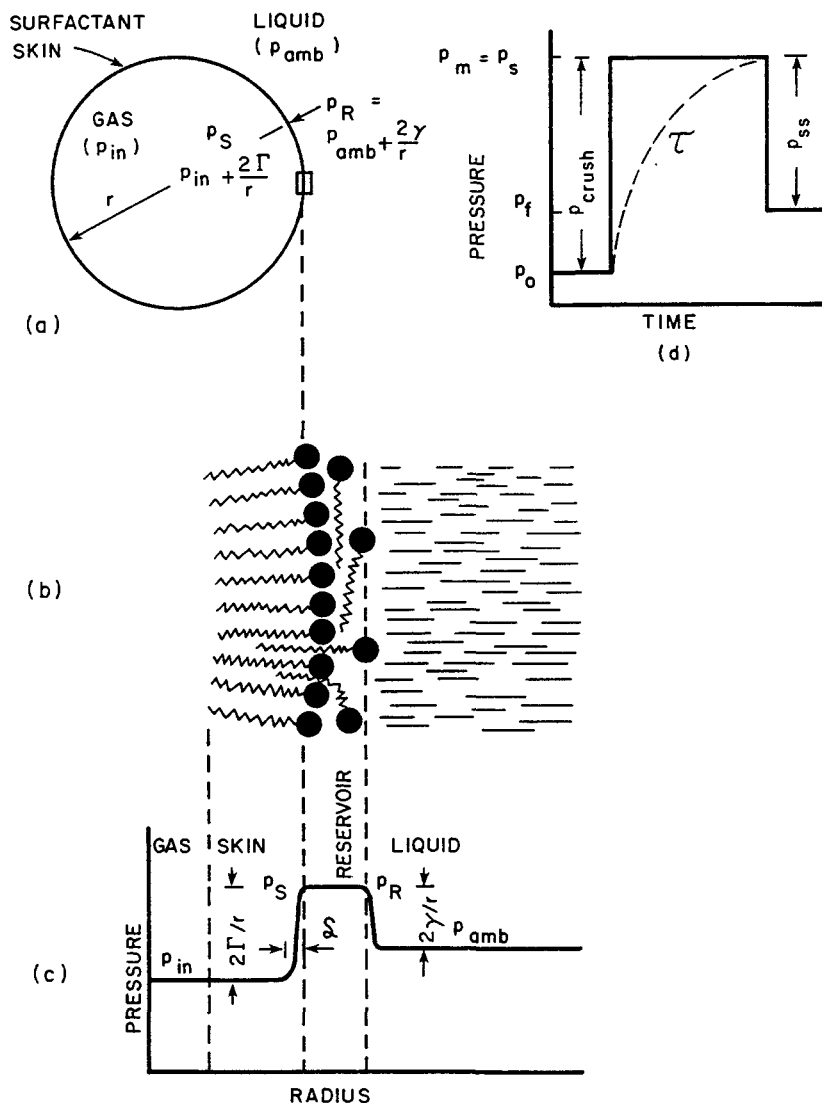 SURFACTANT
SKIN
LIQUID
(p_amb)
GAS
(p_in)
p_S
p_R =
p_amb + 2γ/r
p_in + 2Γ/r
r
(a)
PRESSURE
p_m = p_s
p_f
p_o
p_crush
τ
p_ss
TIME
(d)
(b)
RESERVOIR
GAS
SKIN
LIQUID
p_S
p_R
2Γ/r
2γ/r
p_amb
p_in
(c)
PRESSURE
RADIUS